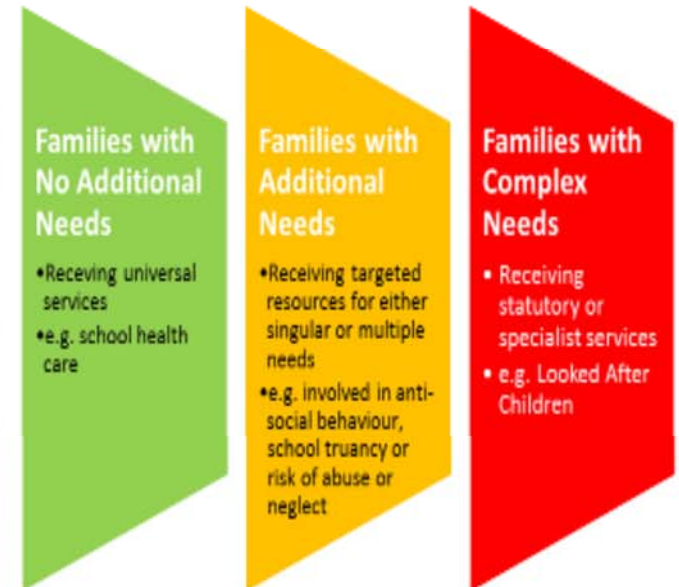 Families with
No Additional
Needs
•Receving universal
services
•e.g. school health
care
Families with
Additional
Needs
•Receiving targeted
resources for either
singular or multiple
needs
•e.g. involved in anti-
social behaviour,
school truancy or
risk of abuse or
neglect
Families with
Complex
Needs
▪ Receiving
statutory or
specialist services
▪ e.g. Looked After
Children